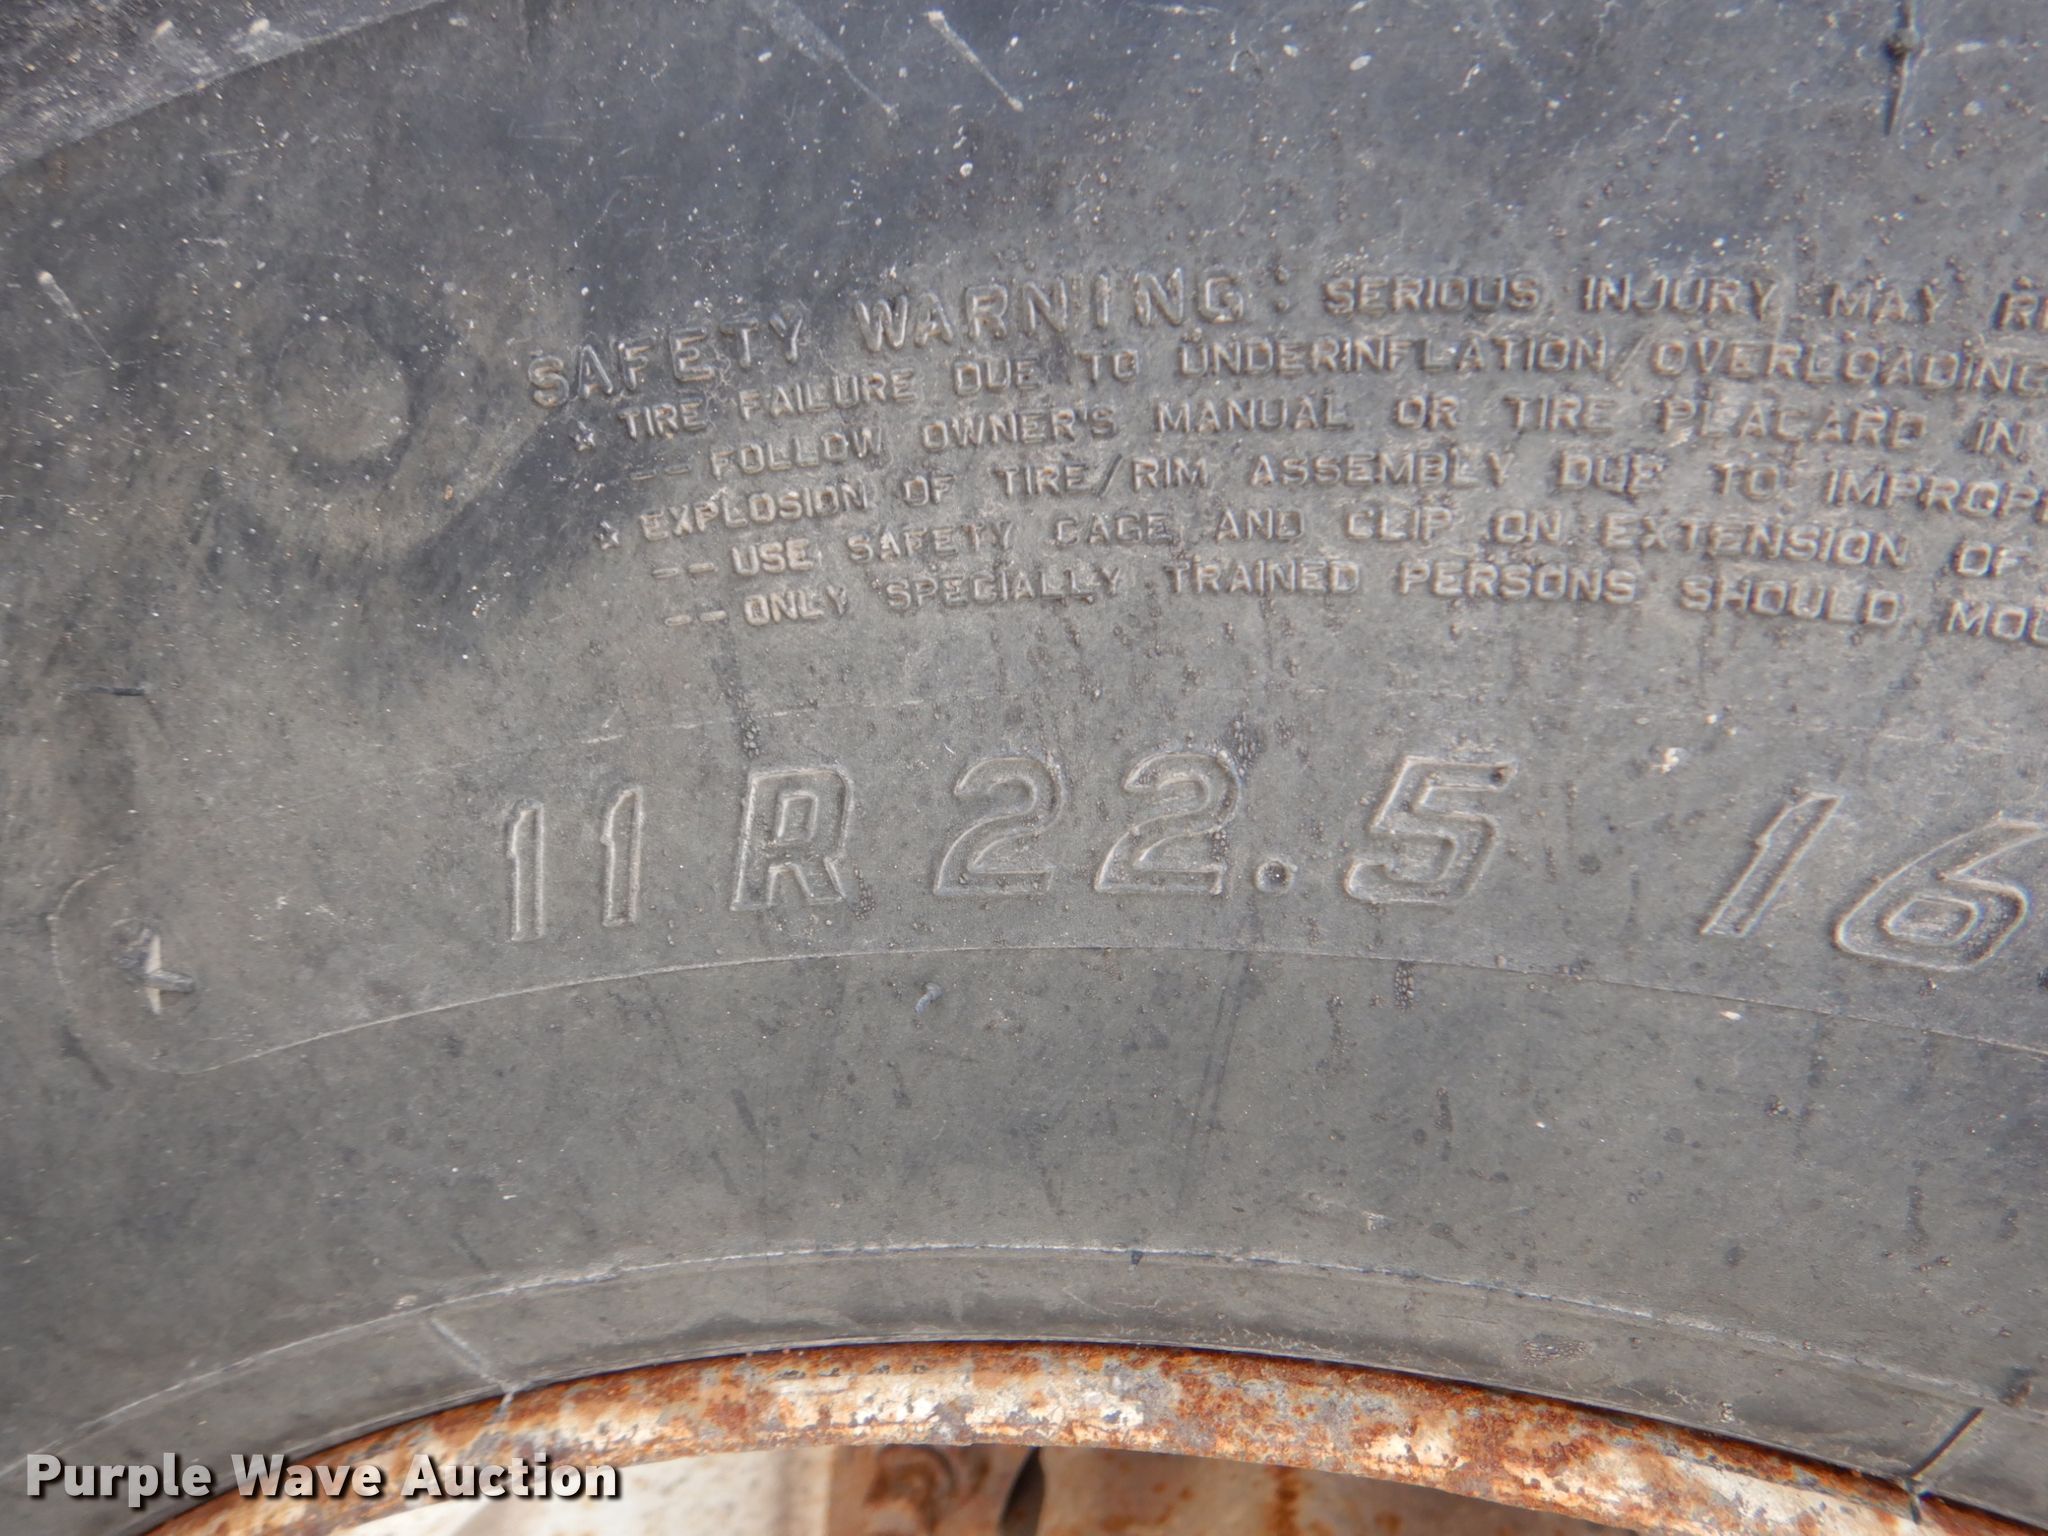 SAFETY WARNING: SERIOUS INJURY MAY
★ TIRE FAILURE DUE TO UNDERINFLATION/OVERLOADING
-- FOLLOW OWNER'S MANUAL OR TIRE PLACARD IN
★ EXPLOSION OF TIRE/RIM ASSEMBLY DUE TO
-- USE SAFETY CAGE AND CLIP ON EXTENSION OF
-- ONLY SPECIALLY TRAINED PERSONS SHOULD
11R22.5 16
Purple Wave Auction